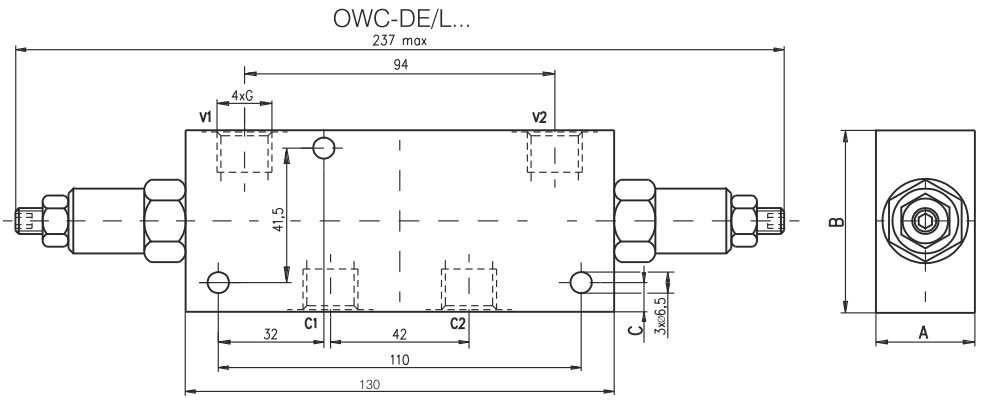 OWC-DE/L...
237 max
94
4xG
V1
V2
41,5
B
C1
C2
C
3xø6,5
32
42
A
110
130